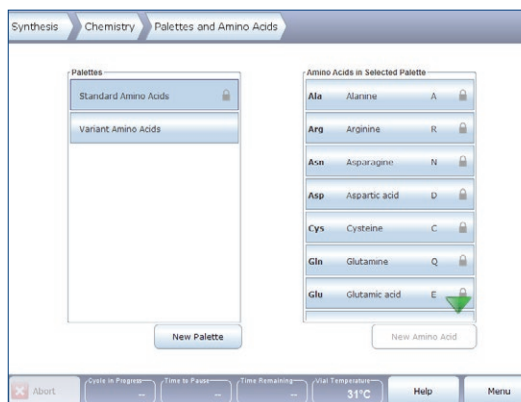 Synthesis Chemistry Palettes and Amino Acids
Palettes
Standard Amino Acids
Variant Amino Acids
New Palette
Amino Acids in Selected Palette
Ala Alanine A
Arg Arginine R
Asn Asparagine N
Asp Aspartic acid D
Cys Cysteine C
Gln Glutamine Q
Glu Glutamic acid E
New Amino Acid
Abort
Cycle in Progress
--
Time to Pause
--
Time Remaining
--
Vial Temperature
31°C
Help
Menu